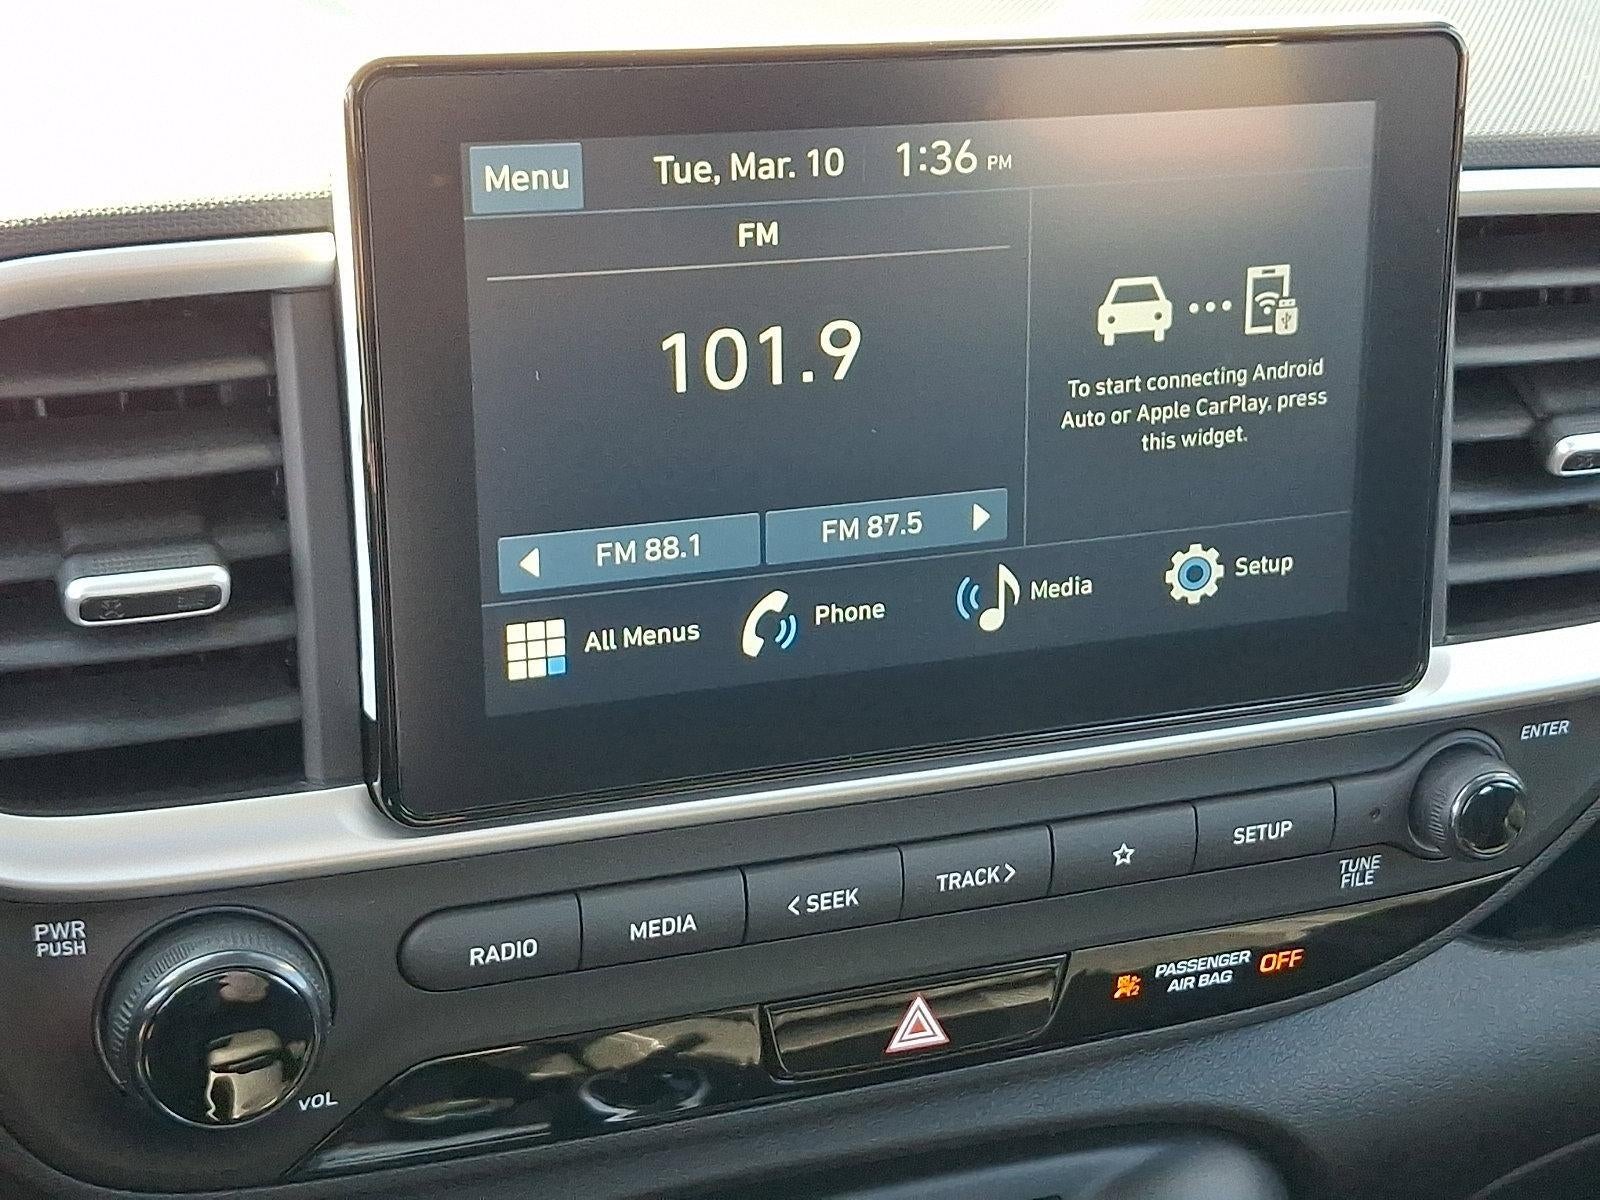 Menu
Tue, Mar. 10
1:36 PM
FM
101.9
To start connecting Android
Auto or Apple CarPlay, press
this widget.
FM 88.1
FM 87.5
All Menus
Phone
Media
Setup
ENTER
PWR
PUSH
RADIO
MEDIA
< SEEK
TRACK >
SETUP
TUNE
FILE
VOL
PASSENGER
AIR BAG
OFF